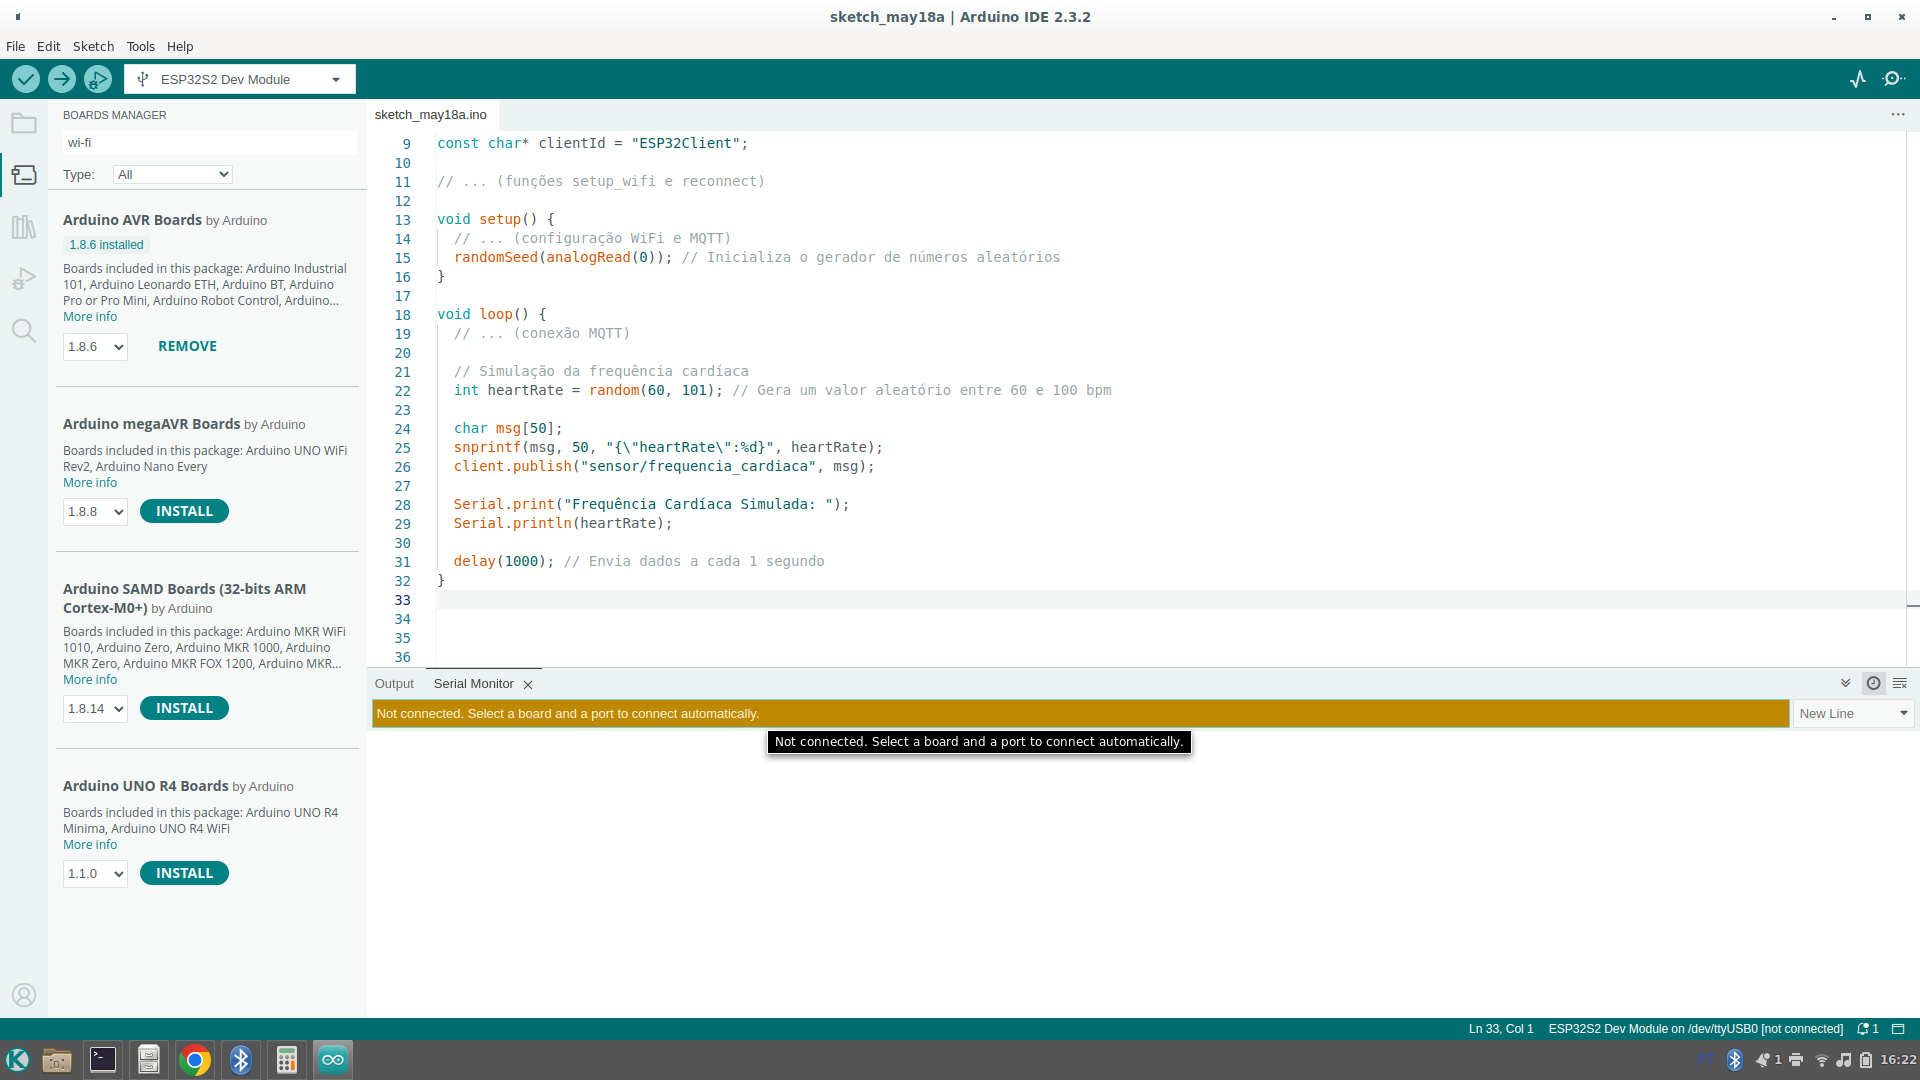 sketch_may18a | Arduino IDE 2.3.2
File Edit Sketch Tools Help
ESP32S2 Dev Module
BOARDS MANAGER
wi-fi
Type: All
Arduino AVR Boards by Arduino
1.8.6 installed
Boards included in this package: Arduino Industrial
101, Arduino Leonardo ETH, Arduino BT, Arduino
Pro or Pro Mini, Arduino Robot Control, Arduino...
More info
1.8.6 REMOVE
Arduino megaAVR Boards by Arduino
Boards included in this package: Arduino UNO WiFi
Rev2, Arduino Nano Every
More info
1.8.8 INSTALL
Arduino SAMD Boards (32-bits ARM
Cortex-M0+) by Arduino
Boards included in this package: Arduino MKR WiFi
1010, Arduino Zero, Arduino MKR 1000, Arduino
MKR Zero, Arduino MKR FOX 1200, Arduino MKR...
More info
1.8.14 INSTALL
Arduino UNO R4 Boards by Arduino
Boards included in this package: Arduino UNO R4
Minima, Arduino UNO R4 WiFi
More info
1.1.0 INSTALL
sketch_may18a.ino
9 const char* clientId = "ESP32Client";
10
11 // ... (funções setup_wifi e reconnect)
12
13 void setup() {
14 // ... (configuração WiFi e MQTT)
15 randomSeed(analogRead(0)); // Inicializa o gerador de números aleatórios
16 }
17
18 void loop() {
19 // ... (conexão MQTT)
20
21 // Simulação da frequência cardíaca
22 int heartRate = random(60, 101); // Gera um valor aleatório entre 60 e 100 bpm
23
24 char msg[50];
25 snprintf(msg, 50, "{\"heartRate\":%d}", heartRate);
26 client.publish("sensor/frequencia_cardiaca", msg);
27
28 Serial.print("Frequência Cardíaca Simulada: ");
29 Serial.println(heartRate);
30
31 delay(1000); // Envia dados a cada 1 segundo
32 }
33
34
35
36
Output Serial Monitor
Not connected. Select a board and a port to connect automatically.
New Line
Not connected. Select a board and a port to connect automatically.
Ln 33, Col 1 ESP32S2 Dev Module on /dev/ttyUSB0 [not connected] 1
PT 1 16:22